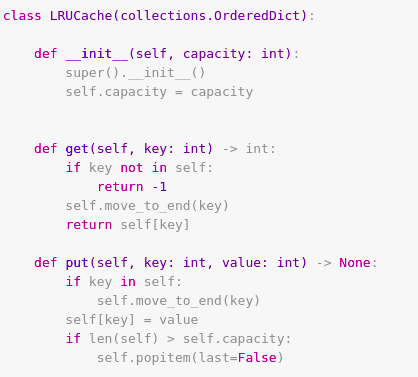 class LRUCache(collections.OrderedDict):
    def __init__(self, capacity: int):
        super().__init__()
        self.capacity = capacity
    def get(self, key: int) -> int:
        if key not in self:
            return -1
        self.move_to_end(key)
        return self[key]
    def put(self, key: int, value: int) -> None:
        if key in self:
            self.move_to_end(key)
        self[key] = value
        if len(self) > self.capacity:
            self.popitem(last=False)